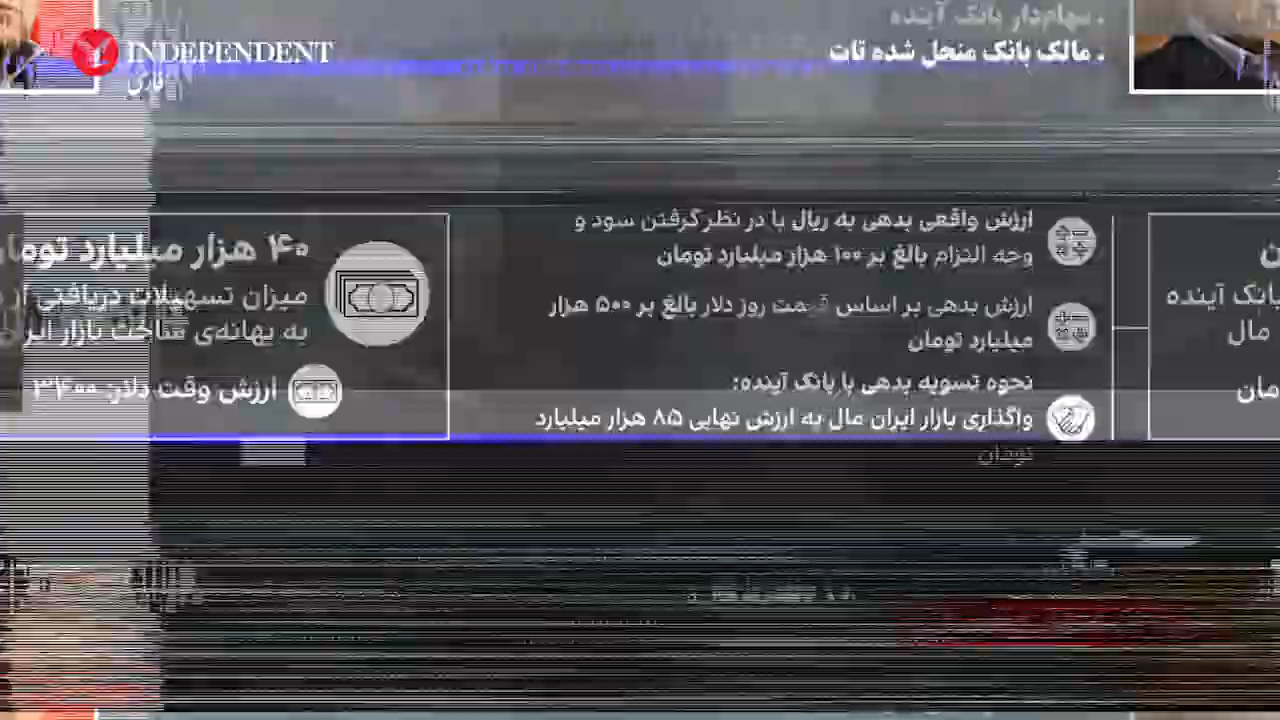 INDEPENDENT
فارسی
. سهام‌دار بانک آینده
. مالک بانک منحل شده تات
بانک آینده
مال
ارزش واقعی بدهی به ریال با در نظر گرفتن سود و
وجه التزام بالغ بر ۱۰۰ هزار میلیارد تومان
ارزش بدهی بر اساس قیمت روز دلار بالغ بر ۵۰۰ هزار
میلیارد تومان
نحوه تسویه بدهی با بانک آینده:
واگذاری بازار ایران مال به ارزش نهایی ۸۵ هزار میلیارد
تومان
۴۰ هزار میلیارد
میزان تسهیلات دریافتی از
به بهانه‌ی ساخت بازار
ارزش وقت دلار: ۳۴۰۰